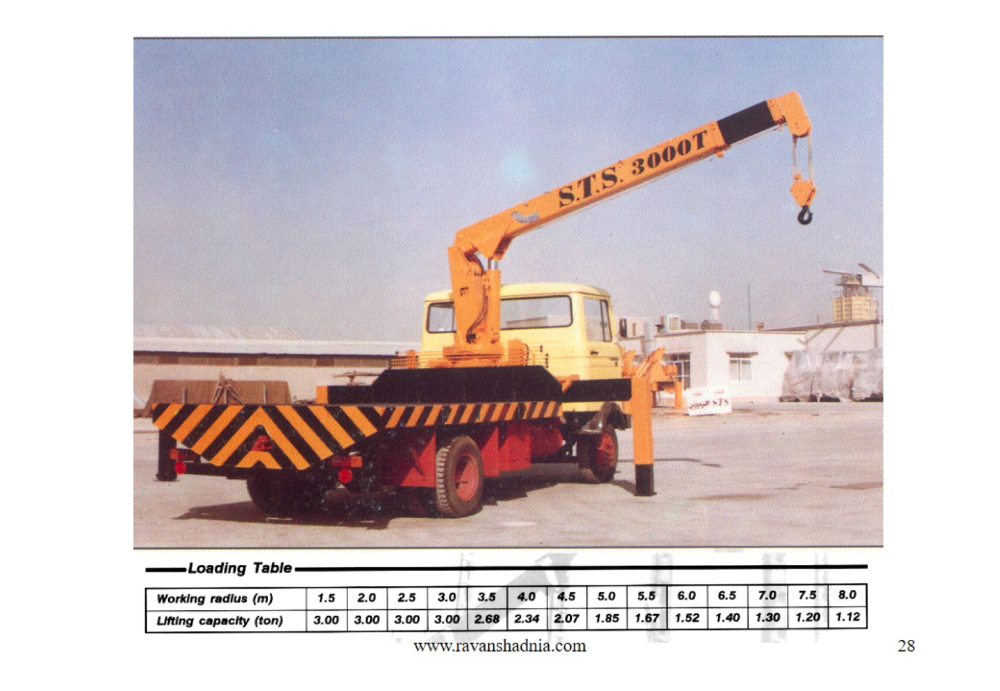 S.T.S. 3000T
STS
Loading Table
Working radius (m) 1.5 2.0 2.5 3.0 3.5 4.0 4.5 5.0 5.5 6.0 6.5 7.0 7.5 8.0
Lifting capacity (ton) 3.00 3.00 3.00 3.00 2.68 2.34 2.07 1.85 1.67 1.52 1.40 1.30 1.20 1.12
www.ravanshadnia.com
28